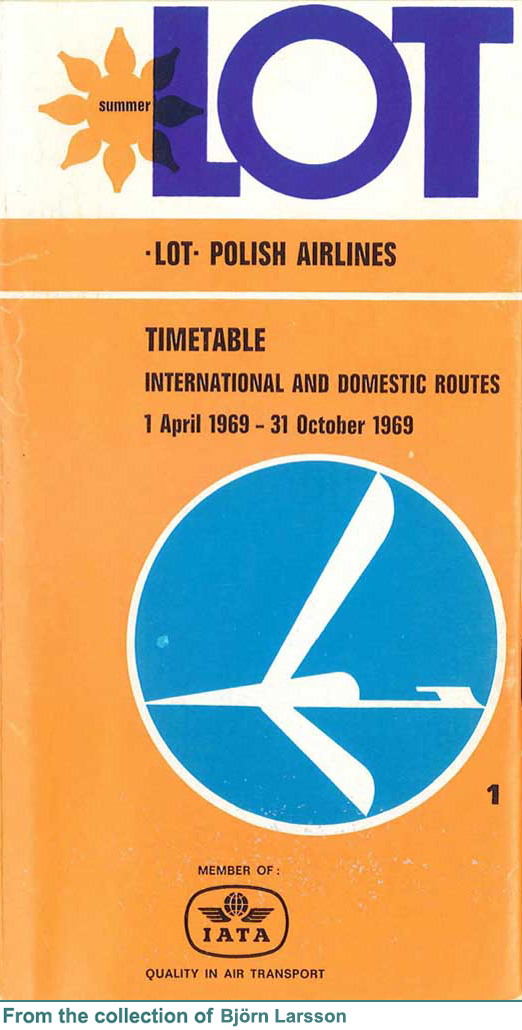 LOT
summer
·LOT· POLISH AIRLINES
TIMETABLE
INTERNATIONAL AND DOMESTIC ROUTES
1 April 1969 - 31 October 1969
1
MEMBER OF:
IATA
QUALITY IN AIR TRANSPORT
From the collection of Björn Larsson